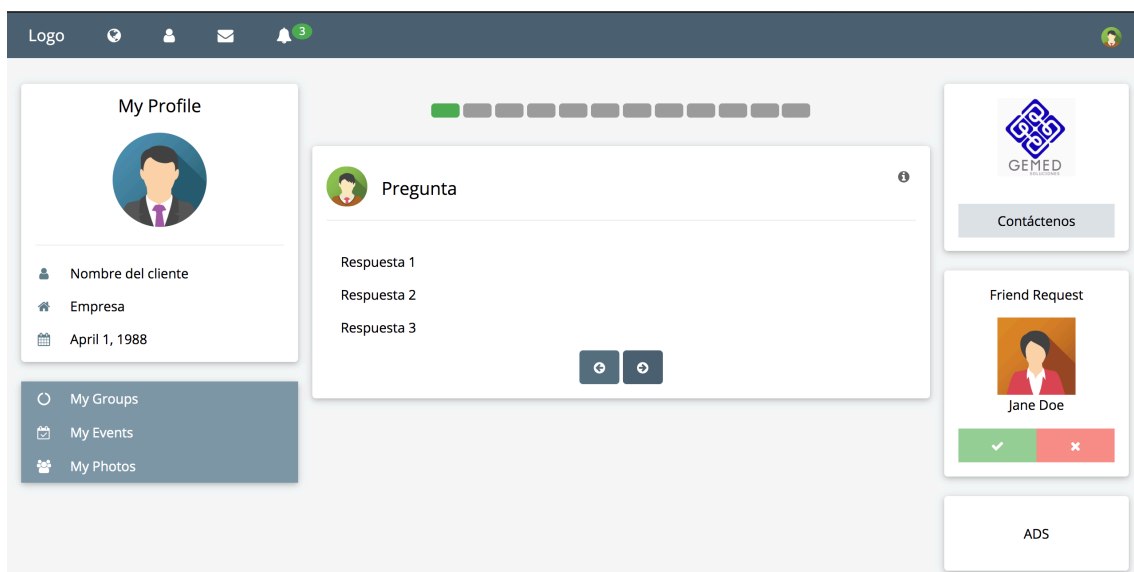 Logo
3
My Profile
Nombre del cliente
Empresa
April 1, 1988
My Groups
My Events
My Photos
Pregunta
Respuesta 1
Respuesta 2
Respuesta 3
GEMED
SOLUCIONES
Contáctenos
Friend Request
Jane Doe
ADS